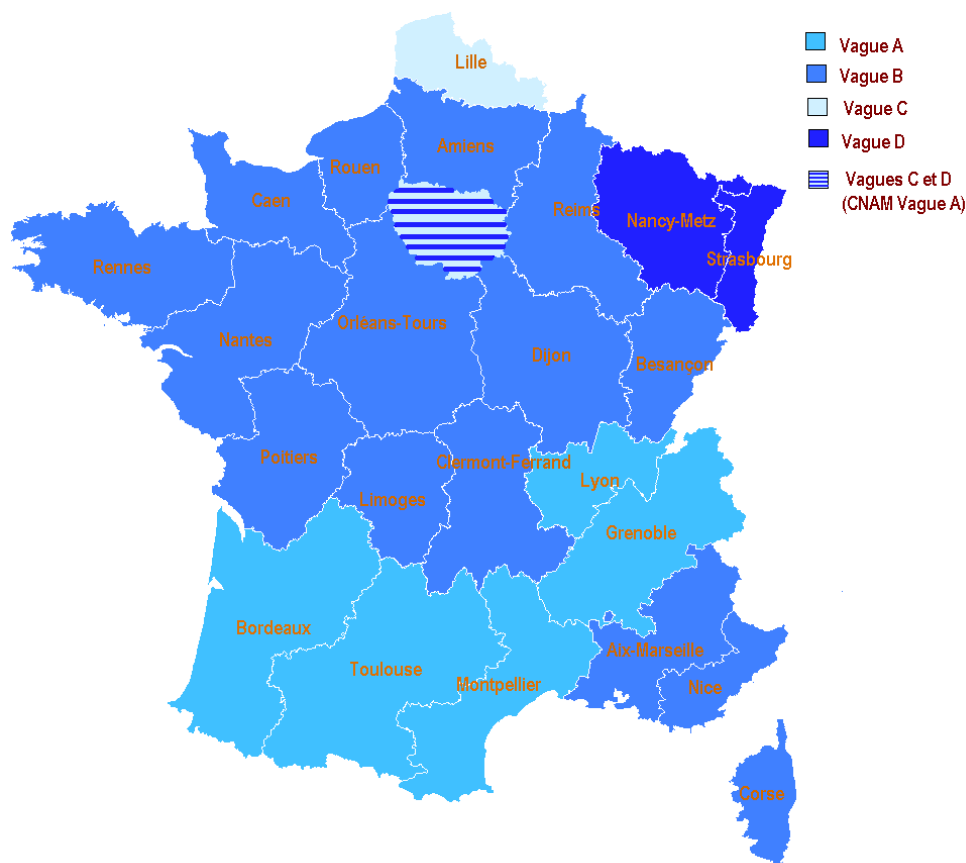 Lille
Vague A
Vague B
Vague C
Vague D
Vagues C et D
(CNAM Vague A)
Amiens
Rouen
Caen
Reims
Nancy-Metz
Strasbourg
Rennes
Orléans-Tours
Nantes
Dijon
Besançon
Poitiers
Clermont-Ferrand
Lyon
Limoges
Grenoble
Bordeaux
Aix-Marseille
Toulouse
Montpellier
Nice
Corse